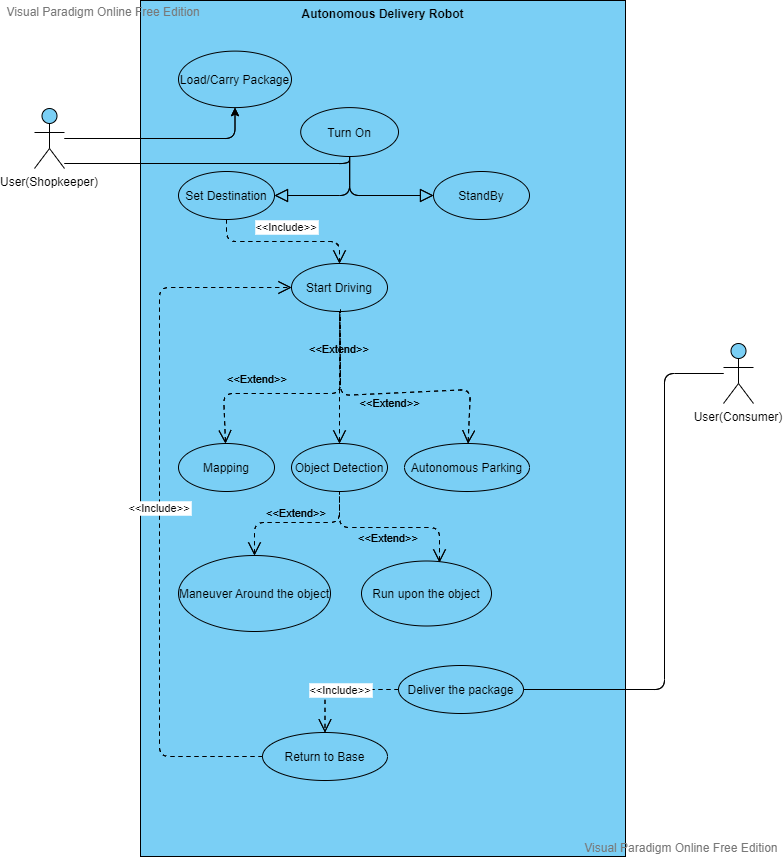 Visual Paradigm Online Free Edition
Autonomous Delivery Robot
Load/Carry Package
Turn On
User(Shopkeeper)
Set Destination
StandBy
<<Include>>
Start Driving
<<Extend>>
<<Extend>>
<<Extend>>
User(Consumer)
Mapping
Object Detection
Autonomous Parking
<<Include>>
<<Extend>>
<<Extend>>
Maneuver Around the object
Run upon the object
<<Include>>
Deliver the package
Return to Base
Visual Paradigm Online Free Edition